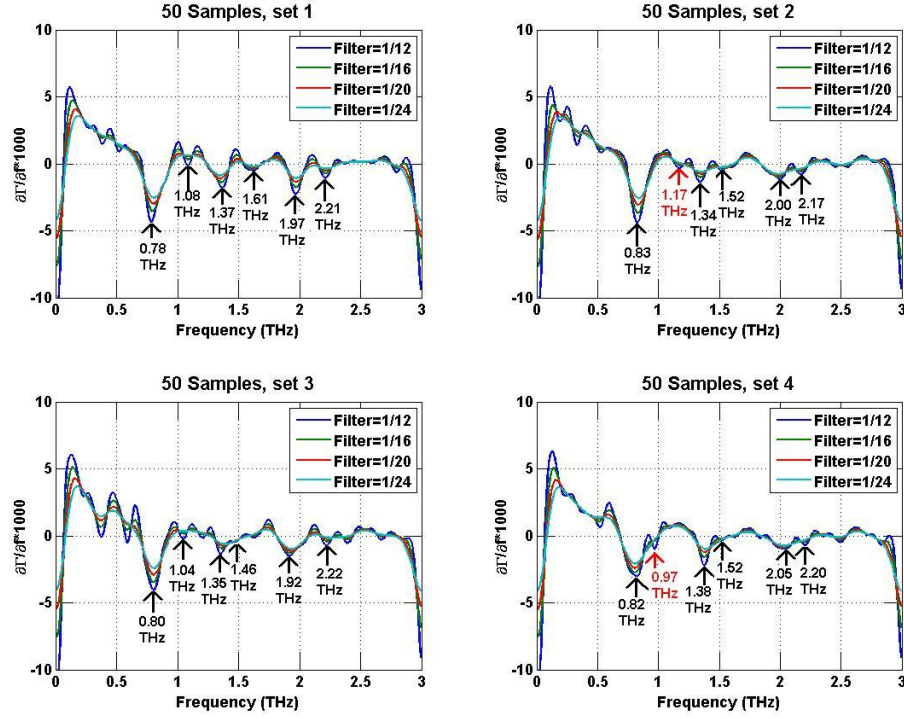 50 Samples, set 1
10
5
0
-5
-10
∂Γ/∂f*1000
Filter=1/12
Filter=1/16
Filter=1/20
Filter=1/24
0.78
THz
1.08
THz
1.37
THz
1.61
THz
1.97
THz
2.21
THz
0 0.5 1 1.5 2 2.5 3
Frequency (THz)
50 Samples, set 2
10
5
0
-5
-10
∂Γ/∂f*1000
Filter=1/12
Filter=1/16
Filter=1/20
Filter=1/24
0.83
THz
1.17
THz
1.34
THz
1.52
THz
2.00
THz
2.17
THz
0 0.5 1 1.5 2 2.5 3
Frequency (THz)
50 Samples, set 3
10
5
0
-5
-10
∂Γ/∂f*1000
Filter=1/12
Filter=1/16
Filter=1/20
Filter=1/24
0.80
THz
1.04
THz
1.35
THz
1.46
THz
1.92
THz
2.22
THz
0 0.5 1 1.5 2 2.5 3
Frequency (THz)
50 Samples, set 4
10
5
0
-5
-10
∂Γ/∂f*1000
Filter=1/12
Filter=1/16
Filter=1/20
Filter=1/24
0.82
THz
0.97
THz
1.38
THz
1.52
THz
2.05
THz
2.20
THz
0 0.5 1 1.5 2 2.5 3
Frequency (THz)